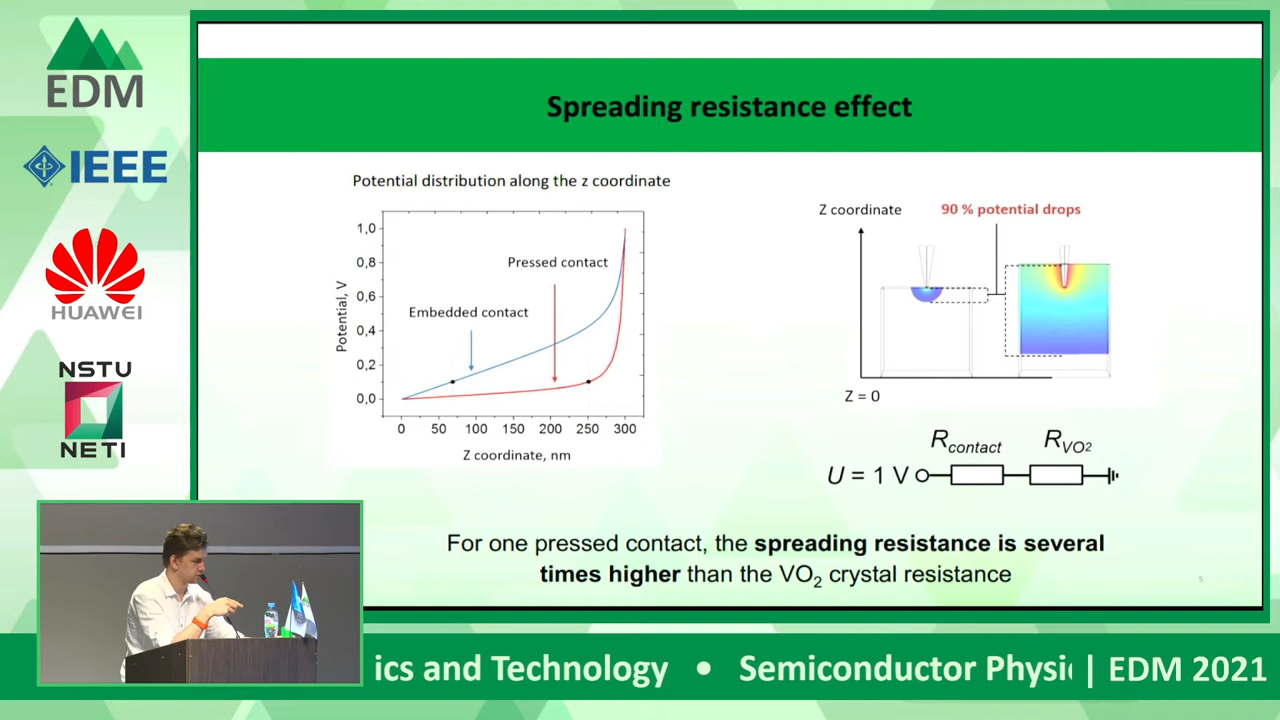 EDM
IEEE
HUAWEI
NSTU
NETI
Spreading resistance effect
Potential distribution along the z coordinate
1,0
0,8
0,6
0,4
0,2
0,0
Potential, V
Pressed contact
Embedded contact
0 50 100 150 200 250 300
Z coordinate, nm
Z coordinate
90 % potential drops
Z = 0
Rcontact
RVO2
U = 1 V
For one pressed contact, the spreading resistance is several
times higher than the VO2 crystal resistance
5
ics and Technology • Semiconductor Physi | EDM 2021